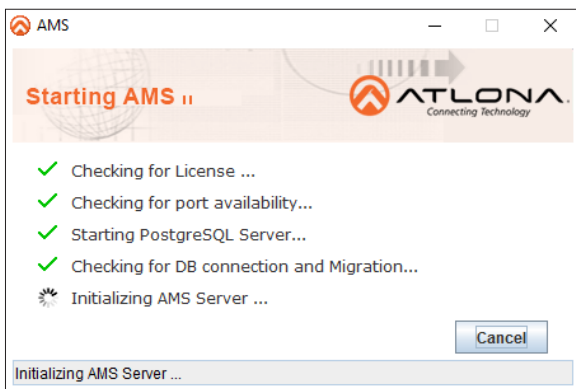 AMS
Starting AMS II
ATLONA.
Connecting Technology
Checking for License ...
Checking for port availability...
Starting PostgreSQL Server...
Checking for DB connection and Migration...
Initializing AMS Server ...
Cancel
Initializing AMS Server ...